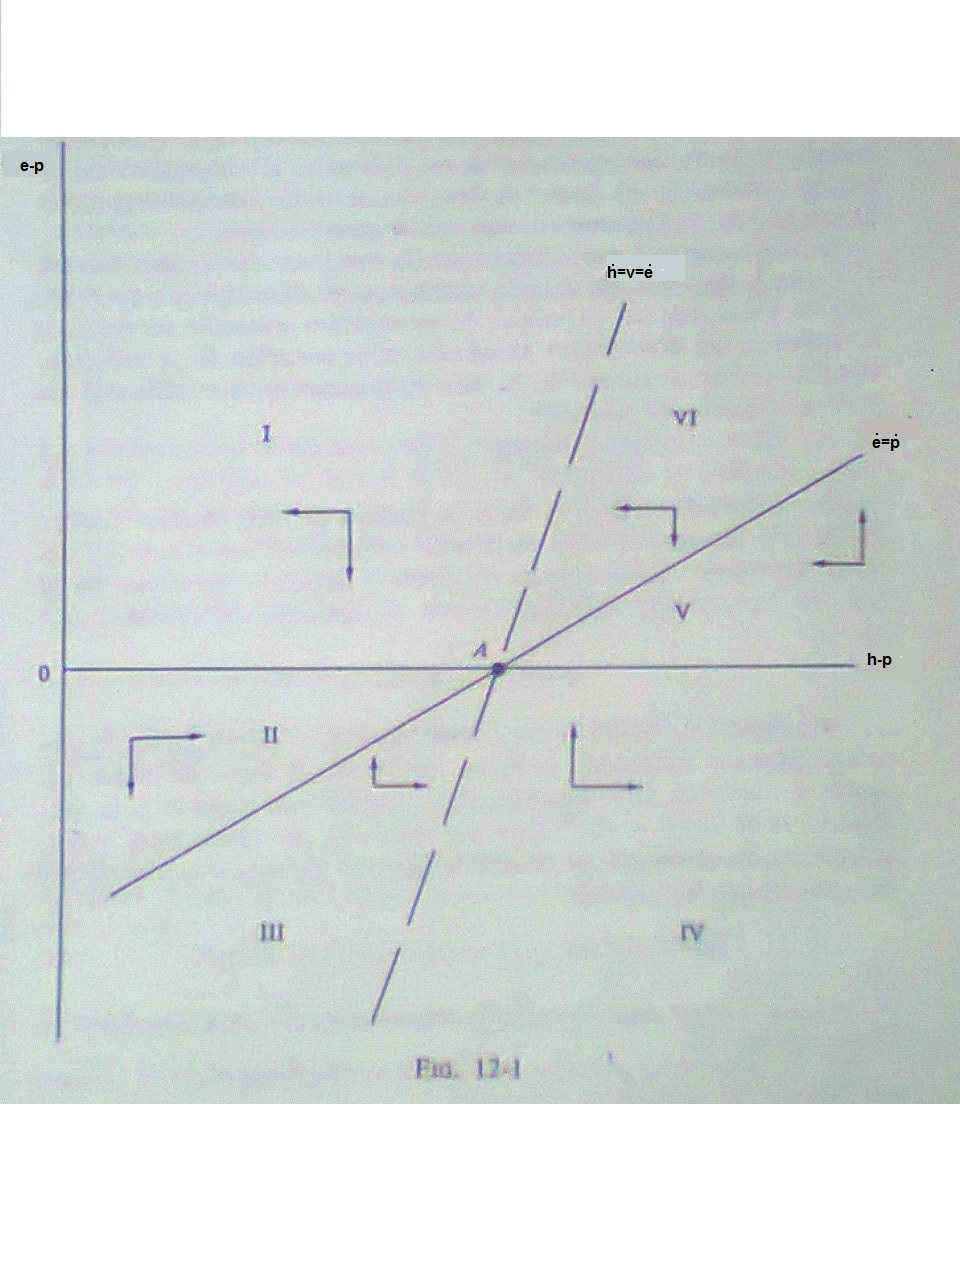 e-p
ḣ=v=ė
VI
I
ė=ṗ
V
A
0
h-p
II
III
IV
FIG. 12-1